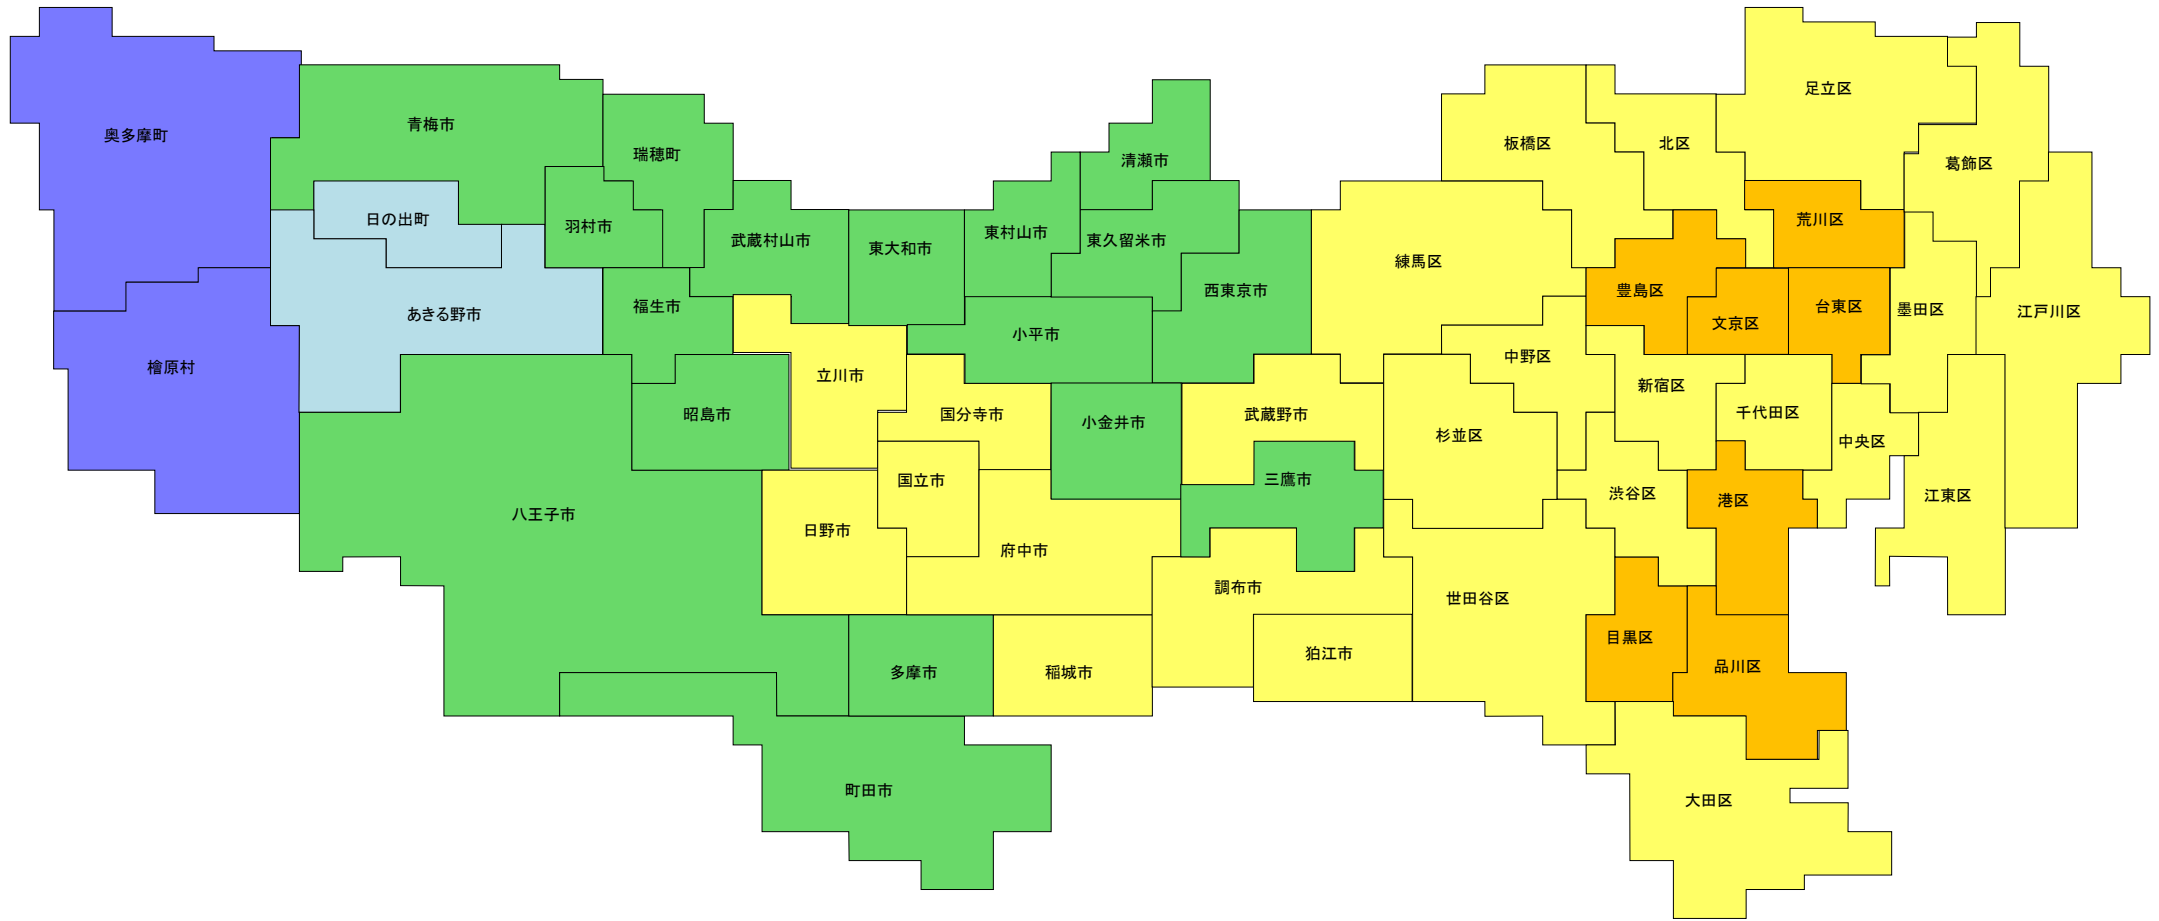 足立区
青梅市
奥多摩町
板橋区
北区
瑞穂町
清瀬市
葛飾区
日の出町
荒川区
羽村市
東村山市
武蔵村山市
東久留米市
東大和市
練馬区
西東京市
豊島区
福生市
台東区
墨田区
江戸川区
あきる野市
文京区
小平市
中野区
檜原村
立川市
新宿区
国分寺市
武蔵野市
千代田区
昭島市
小金井市
杉並区
中央区
国立市
三鷹市
渋谷区
江東区
港区
八王子市
日野市
府中市
調布市
世田谷区
目黒区
狛江市
品川区
多摩市
稲城市
町田市
大田区